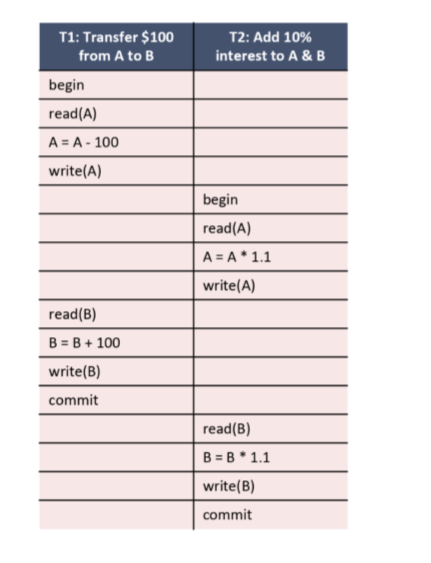 T1: Transfer $100
from A to B
T2: Add 10%
interest to A & B
begin
read(A)
A = A - 100
write(A)
begin
read(A)
A = A * 1.1
write(A)
read(B)
B = B + 100
write(B)
commit
read(B)
B = B * 1.1
write(B)
commit